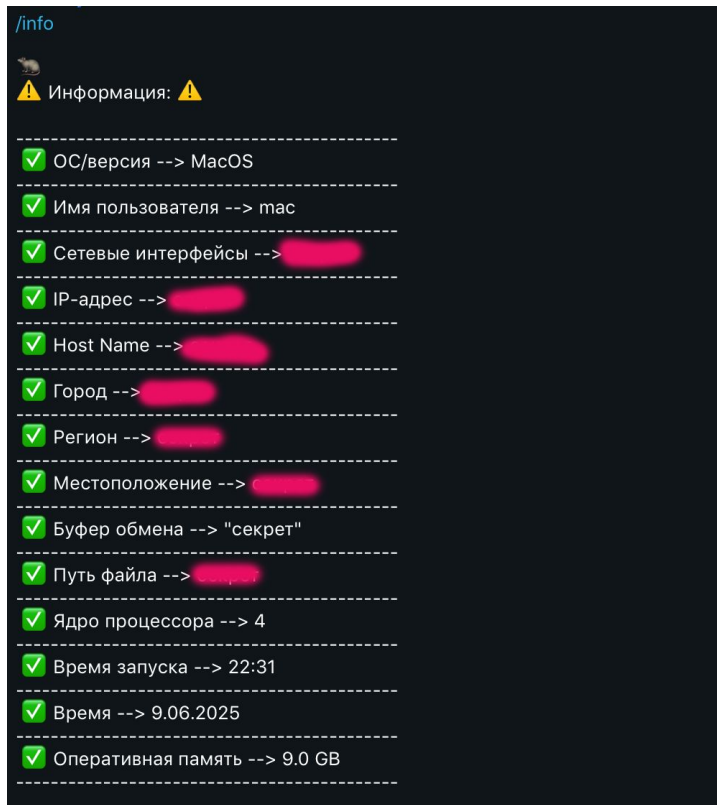 /info
Информация:
----------------------------------------------------
ОС/версия --> MacOS
----------------------------------------------------
Имя пользователя --> mac
----------------------------------------------------
Сетевые интерфейсы -->
----------------------------------------------------
IP-адрес -->
----------------------------------------------------
Host Name -->
----------------------------------------------------
Город -->
----------------------------------------------------
Регион -->
----------------------------------------------------
Местоположение -->
----------------------------------------------------
Буфер обмена --> "секрет"
----------------------------------------------------
Путь файла -->
----------------------------------------------------
Ядро процессора --> 4
----------------------------------------------------
Время запуска --> 22:31
----------------------------------------------------
Время --> 9.06.2025
----------------------------------------------------
Оперативная память --> 9.0 GB
----------------------------------------------------